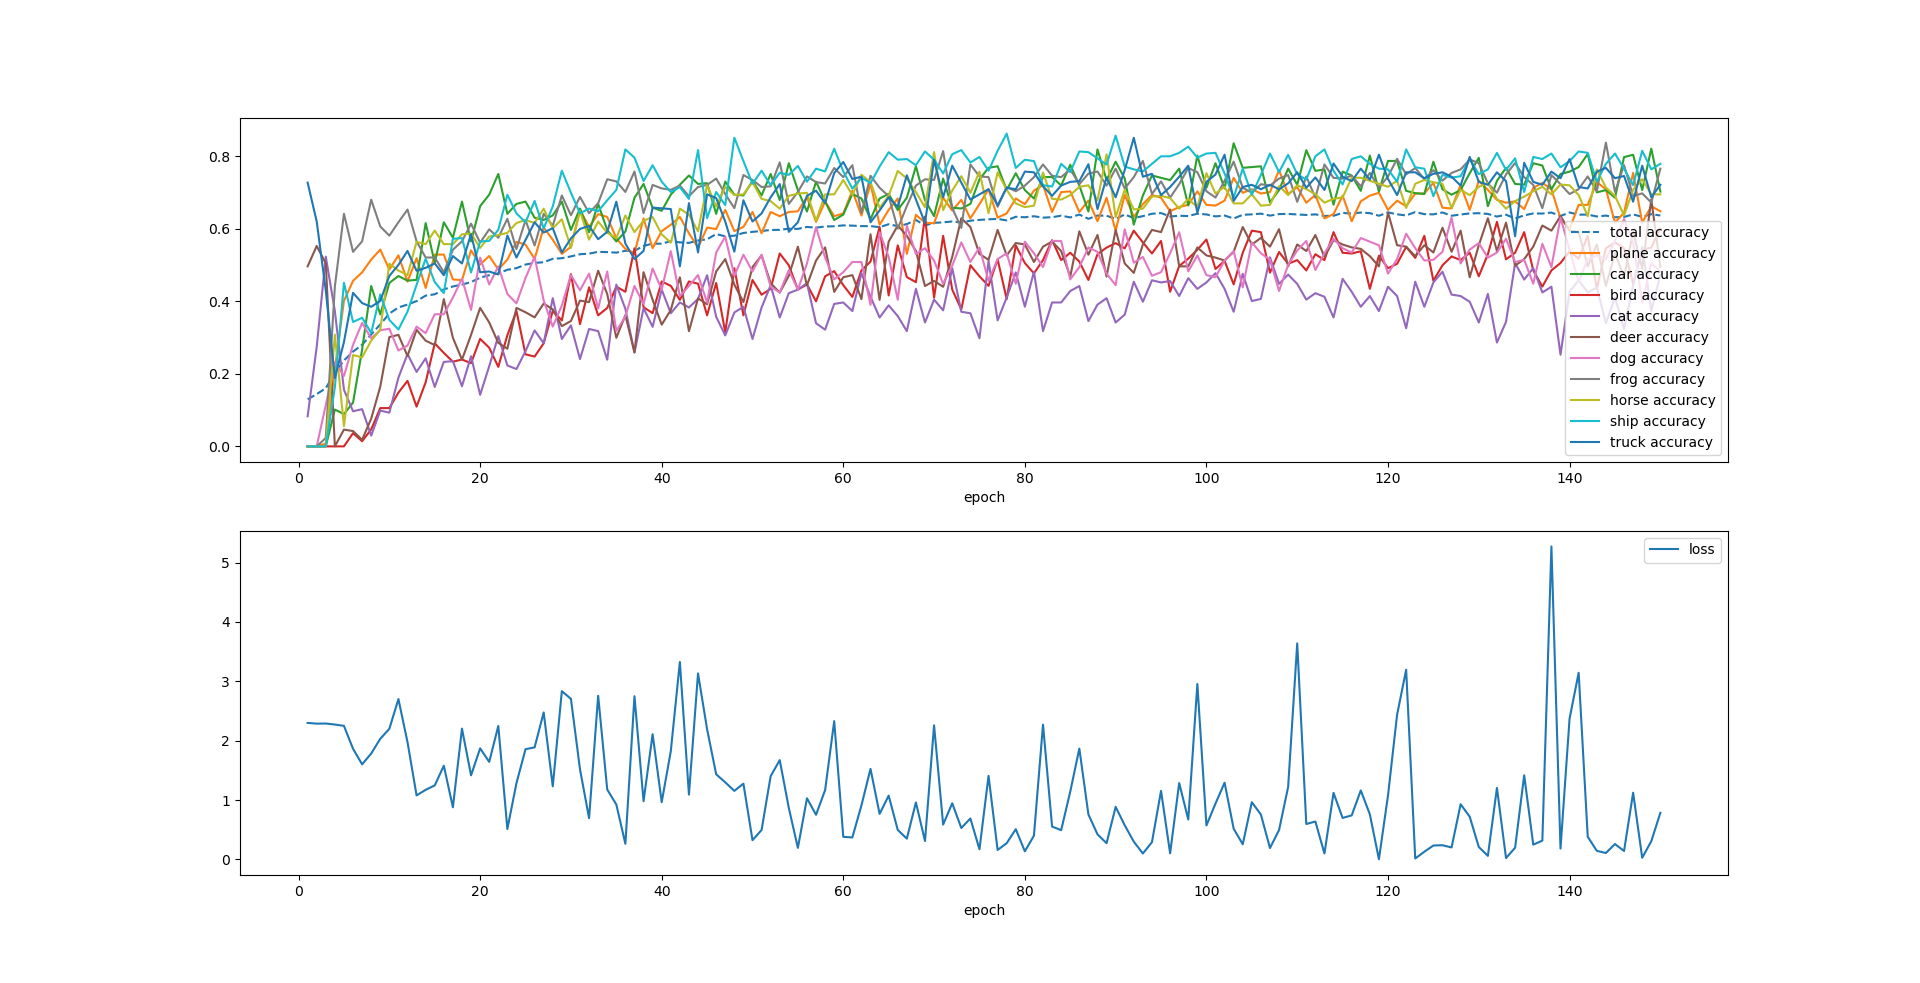 0.8
0.6
0.4
0.2
0.0
total accuracy
plane accuracy
car accuracy
bird accuracy
cat accuracy
deer accuracy
dog accuracy
frog accuracy
horse accuracy
ship accuracy
truck accuracy
0 20 40 60 80 100 120 140
epoch
5
4
3
2
1
0
loss
0 20 40 60 80 100 120 140
epoch